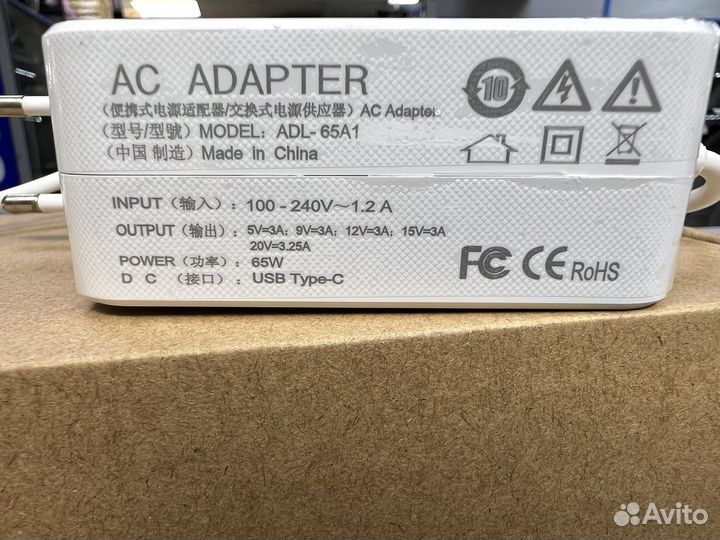 AC ADAPTER
(便携式电源适配器/交换式电源供应器) AC Adapter
(型号/型號) MODEL: ADL-65A1
(中国 制造) Made in China
10
INPUT (输入): 100-240V～1.2 A
OUTPUT (输出): 5V=3A; 9V=3A; 12V=3A; 15V=3A
20V=3.25A
POWER (功率): 65W
D C (接口): USB Type-C
FC CE RoHS
Avito